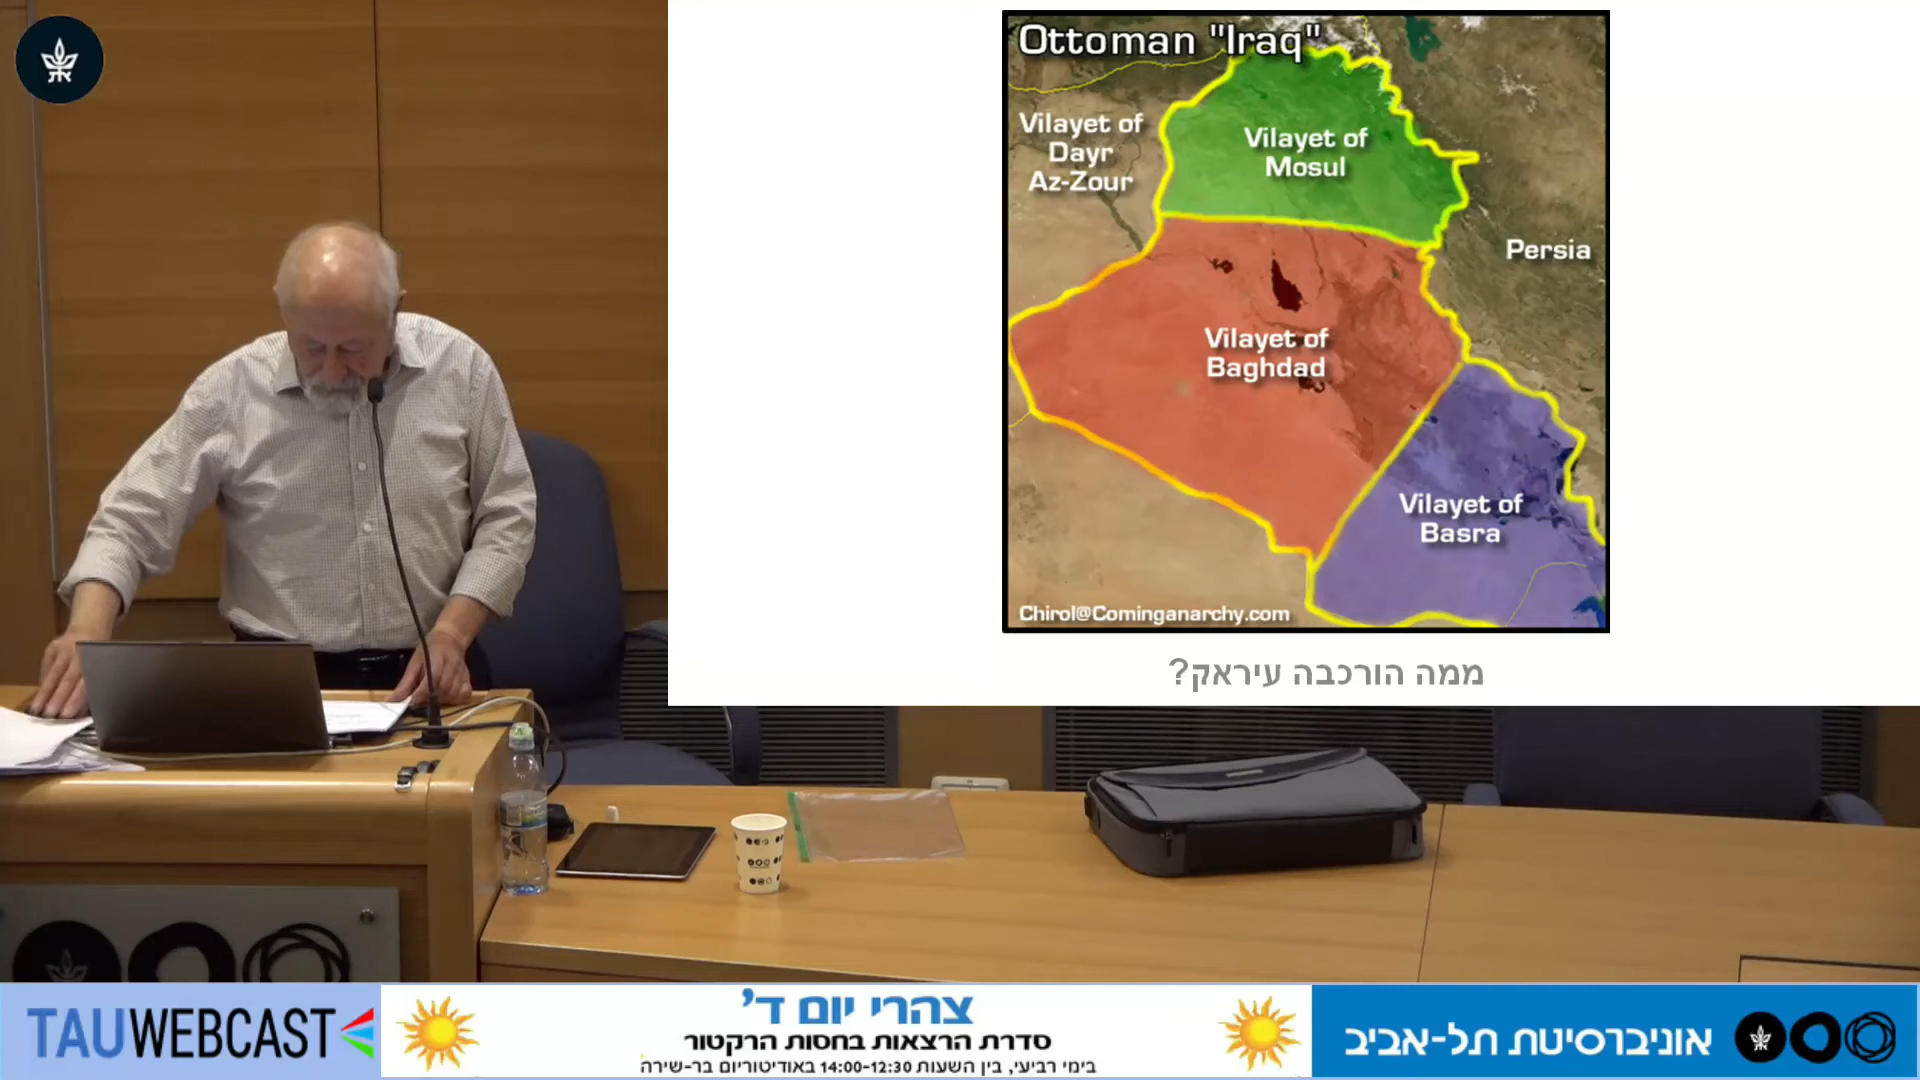 Ottoman "Iraq"
Vilayet of
Dayr
Az-Zour
Vilayet of
Mosul
Persia
Vilayet of
Baghdad
Vilayet of
Basra
Chirol@Cominganarchy.com
ממה הורכבה עיראק?
TAUWEBCAST
צהרי יום ד'
סדרת הרצאות בחסות הרקטור
בימי רביעי, בין השעות 14:00-12:30 באודיטוריום בר-שירה
אוניברסיטת תל-אביב